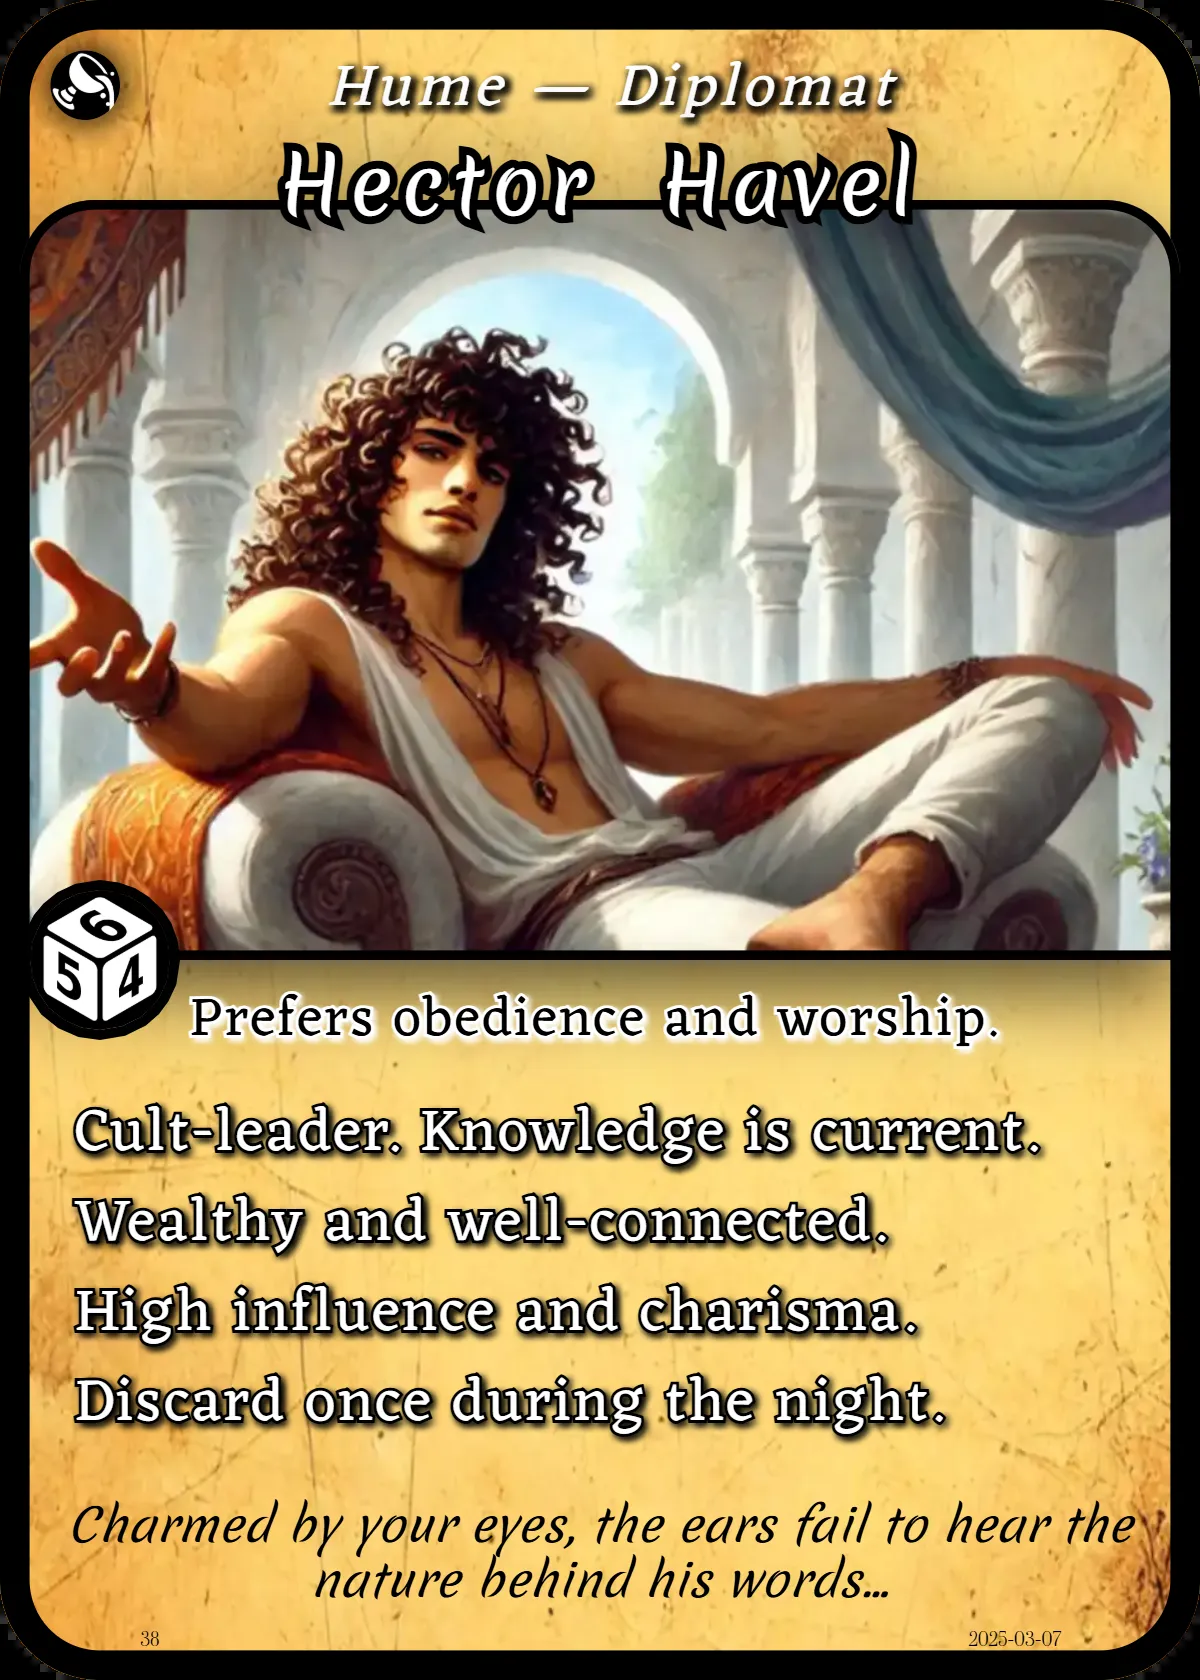 Hume — Diplomat
Hector Havel
6
5 4
Prefers obedience and worship.
Cult-leader. Knowledge is current.
Wealthy and well-connected.
High influence and charisma.
Discard once during the night.
Charmed by your eyes, the ears fail to hear the
nature behind his words...
38 2025-03-07